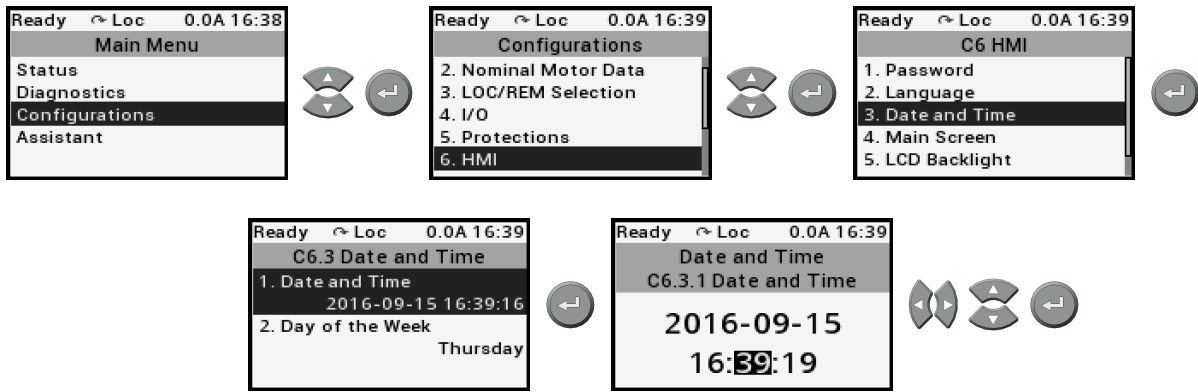 Ready Loc 0.0A 16:38
Main Menu
Status
Diagnostics
Configurations
Assistant
Ready Loc 0.0A 16:39
Configurations
2. Nominal Motor Data
3. LOC/REM Selection
4. I/O
5. Protections
6. HMI
Ready Loc 0.0A 16:39
C6 HMI
1. Password
2. Language
3. Date and Time
4. Main Screen
5. LCD Backlight
Ready Loc 0.0A 16:39
C6.3 Date and Time
1. Date and Time
2016-09-15 16:39:16
2. Day of the Week
Thursday
Ready Loc 0.0A 16:39
Date and Time
C6.3.1 Date and Time
2016-09-15
16:39:19